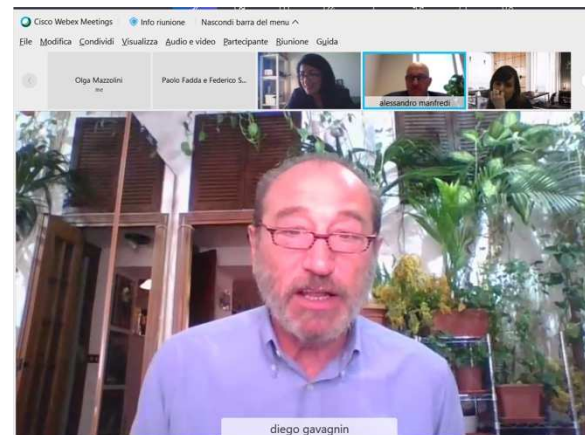 Cisco Webex Meetings Info riunione Nascondi barra del menu
File Modifica Condividi Visualizza Audio e video Partecipante Riunione Guida
Olga Mazzolini
me
Paolo Fadda e Federico S...
alessandro manfredi
diego gavagnin